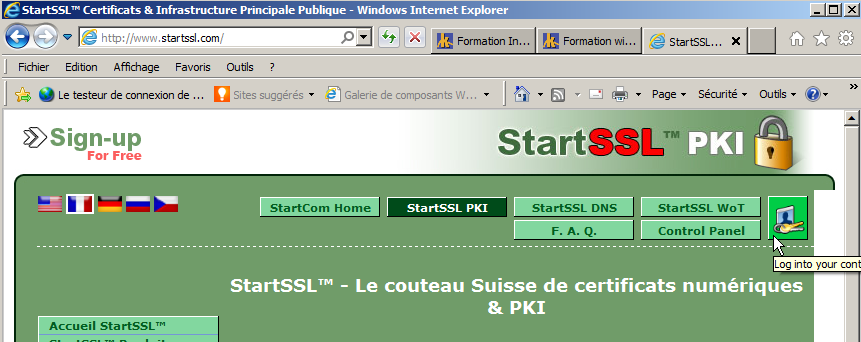 StartSSL™ Certificats & Infrastructure Principale Publique - Windows Internet Explorer
http://www.startssl.com/
Formation In...
Formation wi...
StartSSL...
Fichier Edition Affichage Favoris Outils ?
Le testeur de connexion de ... Sites suggérés Galerie de composants W... Page Sécurité Outils
Sign-up
For Free
StartSSL™ PKI
StartCom Home StartSSL PKI StartSSL DNS StartSSL WoT
F. A. Q. Control Panel
Log into your cont
StartSSL™ - Le couteau Suisse de certificats numériques
& PKI
Accueil StartSSL™